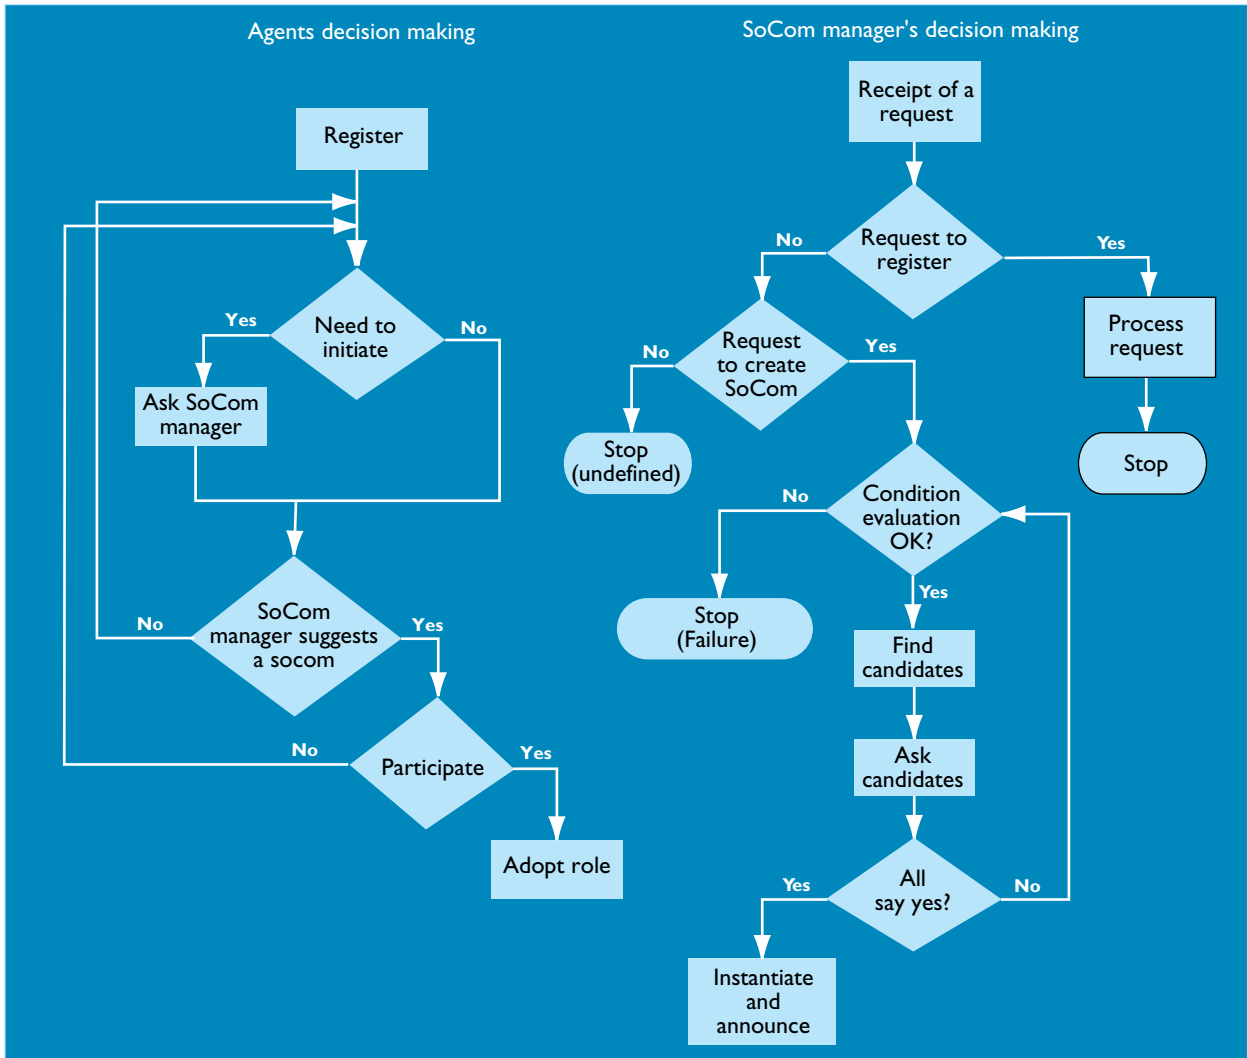 Agents decision making
Register
Need to
initiate
Yes
No
Ask SoCom
manager
SoCom
manager suggests
a socom
No
Yes
Participate
No
Yes
Adopt role
SoCom manager's decision making
Receipt of a
request
Request to
register
No
Yes
Process
request
Stop
Request
to create
SoCom
No
Yes
Stop
(undefined)
Condition
evaluation
OK?
No
Yes
Stop
(Failure)
Find
candidates
Ask
candidates
All
say yes?
Yes
No
Instantiate
and
announce